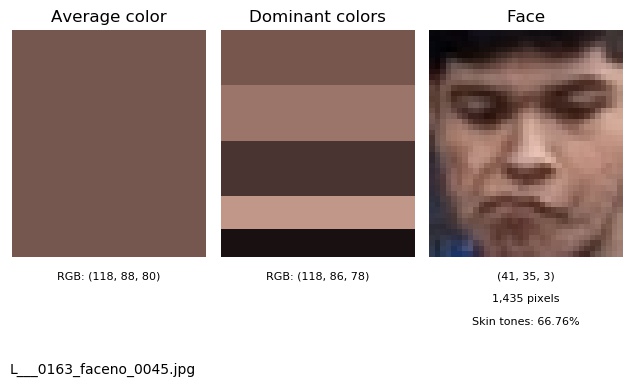 Average color
Dominant colors
Face
RGB: (118, 88, 80)
RGB: (118, 86, 78)
(41, 35, 3)
1,435 pixels
Skin tones: 66.76%
L___0163_faceno_0045.jpg